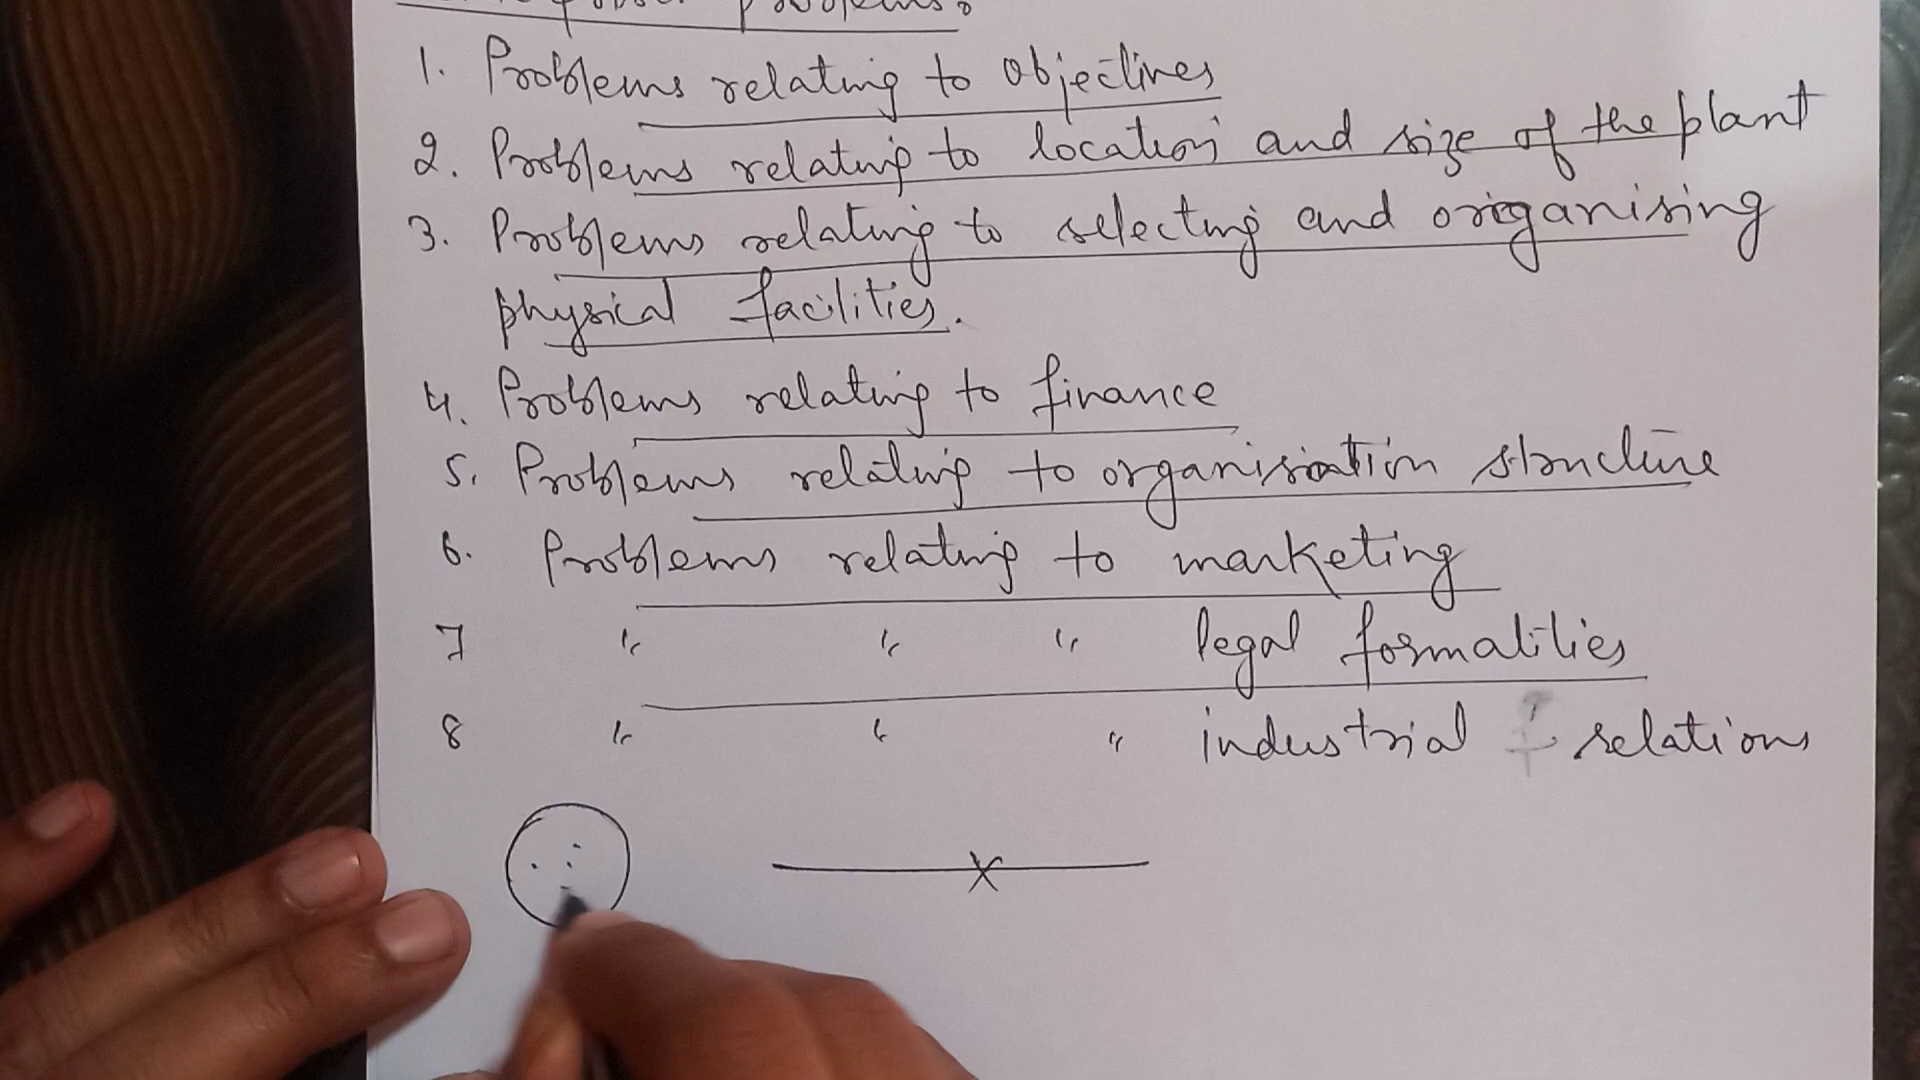 problems.
1. Problems relating to objectives
2. Problems relating to location and size of the plant
3. Problems relating to selecting and organising
physical facilities.
4. Problems relating to finance
5. Problems relating to organisation structure
6. Problems relating to marketing
7 " " " legal formalities
8 " " " industrial relations